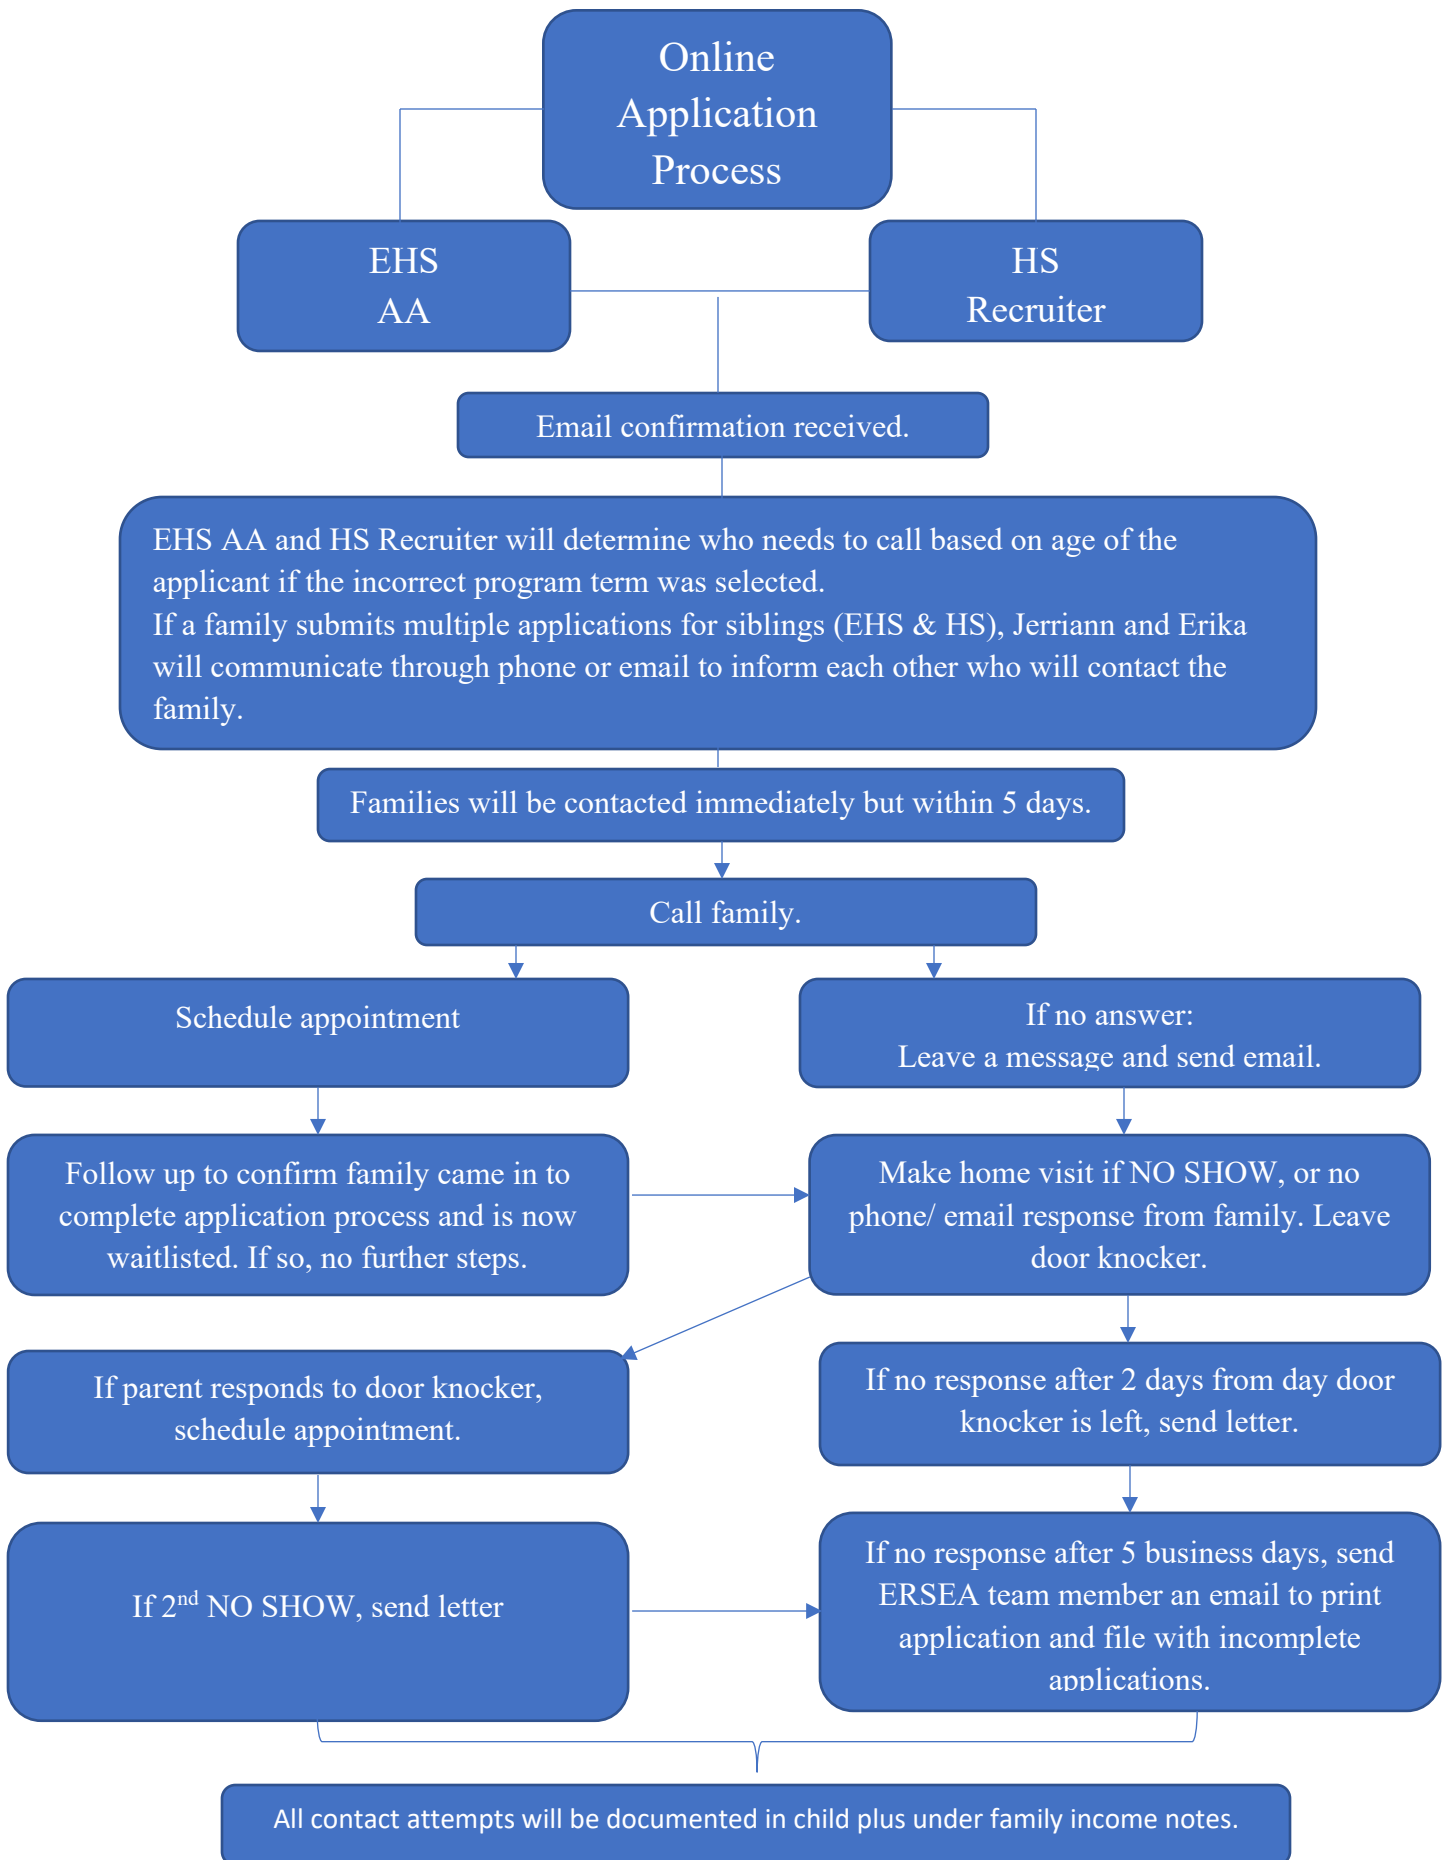 Online
Application
Process
EHS
AA
HS
Recruiter
Email confirmation received.
EHS AA and HS Recruiter will determine who needs to call based on age of the
applicant if the incorrect program term was selected.
If a family submits multiple applications for siblings (EHS & HS), Jerriann and Erika
will communicate through phone or email to inform each other who will contact the
family.
Families will be contacted immediately but within 5 days.
Call family.
Schedule appointment
If no answer:
Leave a message and send email.
Follow up to confirm family came in to
complete application process and is now
waitlisted. If so, no further steps.
Make home visit if NO SHOW, or no
phone/ email response from family. Leave
door knocker.
If parent responds to door knocker,
schedule appointment.
If no response after 2 days from day door
knocker is left, send letter.
If 2nd NO SHOW, send letter
If no response after 5 business days, send
ERSEA team member an email to print
application and file with incomplete
applications.
All contact attempts will be documented in child plus under family income notes.